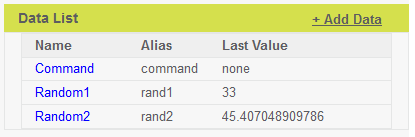 Data List + Add Data
Name Alias Last Value
Command command none
Random1 rand1 33
Random2 rand2 45.407048909786